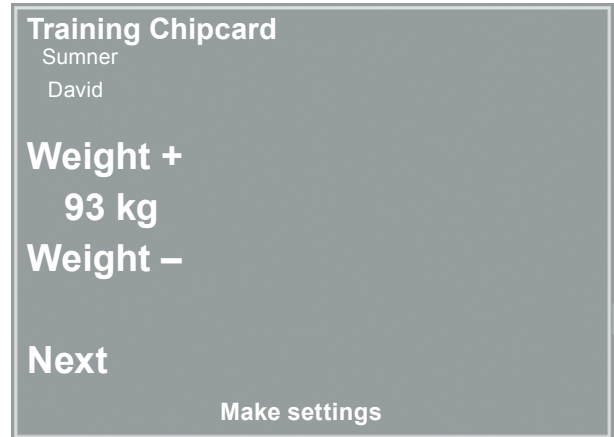 Training Chipcard
Sumner
David
Weight +
93 kg
Weight –
Next
Make settings